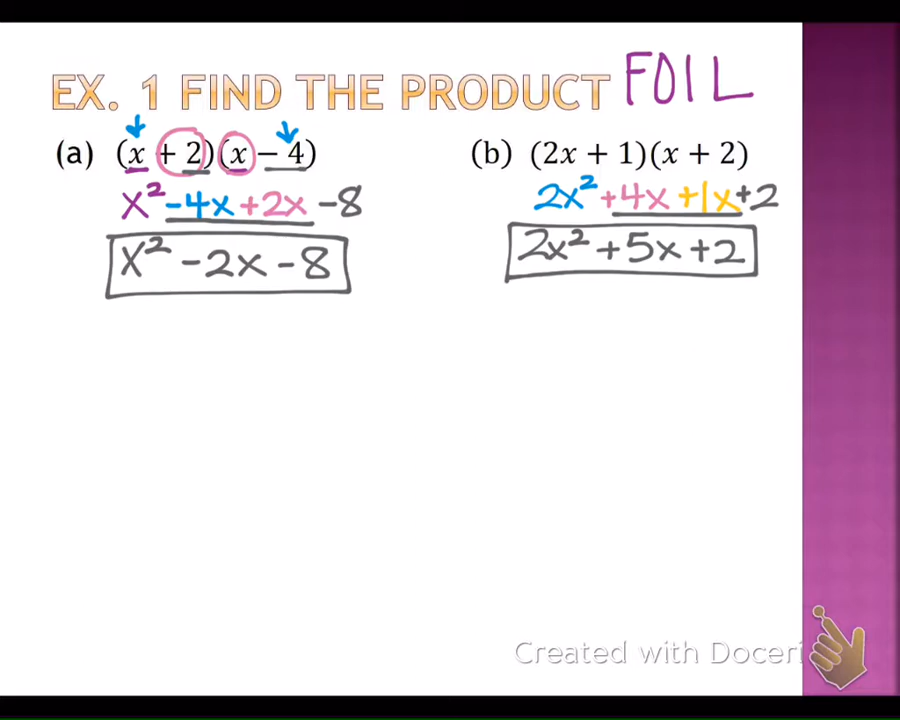 EX. 1 FIND THE PRODUCT FOIL
(a) (x + 2)(x − 4)
x² -4x +2x -8
x² -2x -8
(b) (2x + 1)(x + 2)
2x² +4x +1x +2
2x² +5x +2
Created with Doceri